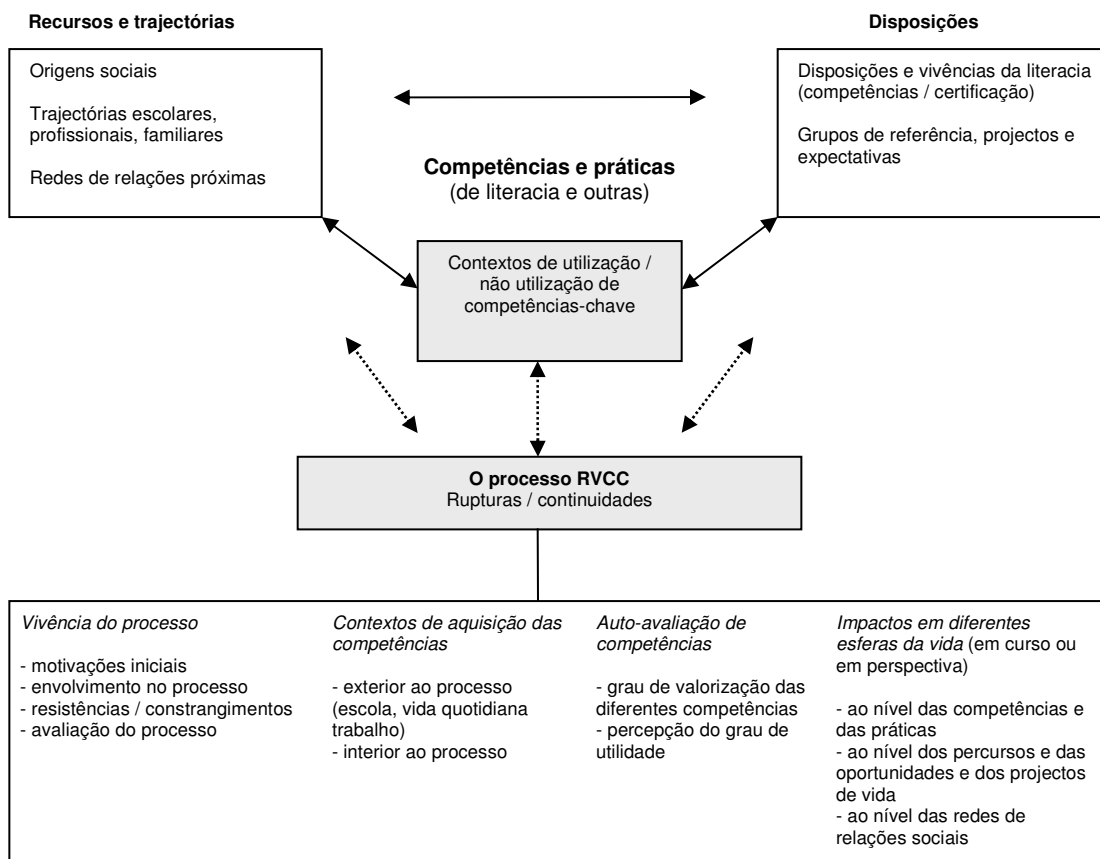 Recursos e trajectórias
Origens sociais
Trajectórias escolares,
profissionais, familiares
Redes de relações próximas
Disposições
Disposições e vivências da literacia
(competências / certificação)
Grupos de referência, projectos e
expectativas
Competências e práticas
(de literacia e outras)
Contextos de utilização /
não utilização de
competências-chave
O processo RVCC
Rupturas / continuidades
Vivência do processo
- motivações iniciais
- envolvimento no processo
- resistências / constrangimentos
- avaliação do processo
Contextos de aquisição das
competências
- exterior ao processo
(escola, vida quotidiana
trabalho)
- interior ao processo
Auto-avaliação de
competências
- grau de valorização das
diferentes competências
- percepção do grau de
utilidade
Impactos em diferentes
esferas da vida (em curso ou
em perspectiva)
- ao nível das competências e
das práticas
- ao nível dos percursos e das
oportunidades e dos projectos
de vida
- ao nível das redes de
relações sociais